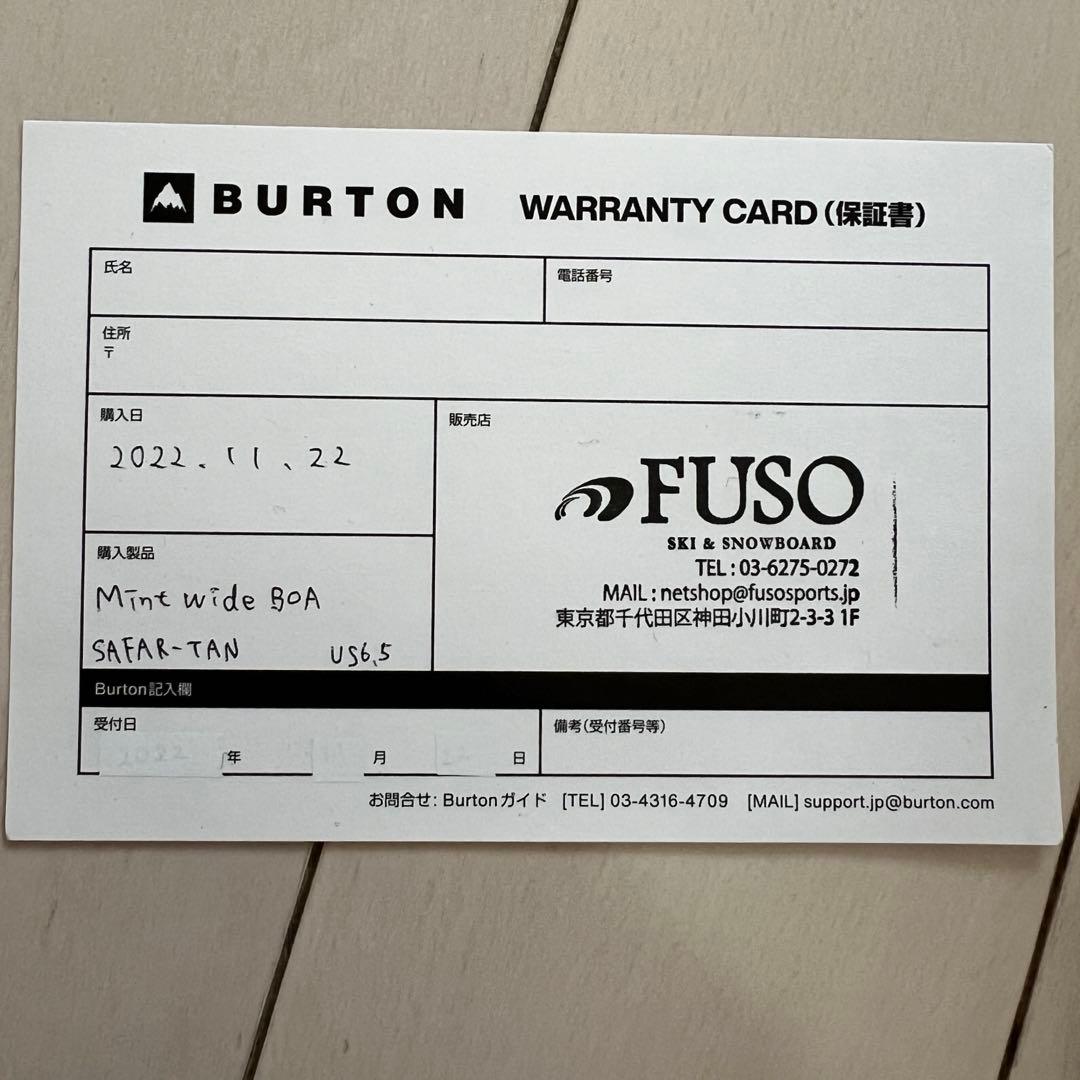 BURTON WARRANTY CARD(保証書)
氏名
電話番号
住所
〒
購入日
2022.11.22
販売店
FUSO
SKI & SNOWBOARD
TEL:03-6275-0272
MAIL:netshop@fusosports.jp
東京都千代田区神田小川町2-3-3 1F
購入製品
Mint wide BOA
SAFAR-TAN US6.5
Burton記入欄
受付日
2022 年 11 月 22 日
備考(受付番号等)
お問合せ: Burtonガイド [TEL] 03-4316-4709 [MAIL] support.jp@burton.com